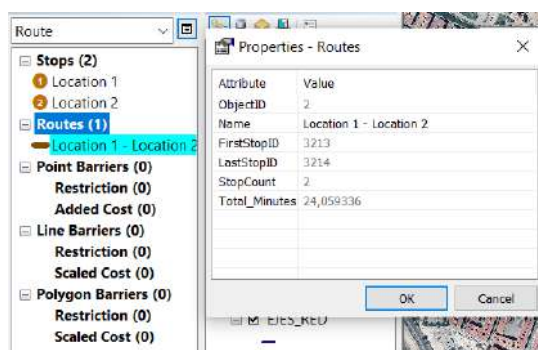 Route
Stops (2)
1 Location 1
2 Location 2
Routes (1)
Location 1 - Location 2
Point Barriers (0)
Restriction (0)
Added Cost (0)
Line Barriers (0)
Restriction (0)
Scaled Cost (0)
Polygon Barriers (0)
Restriction (0)
Scaled Cost (0)
Properties - Routes
Attribute Value
ObjectID 2
Name Location 1 - Location 2
FirstStopID 3213
LastStopID 3214
StopCount 2
Total_Minutes 24,059336
OK Cancel
EJES_RED